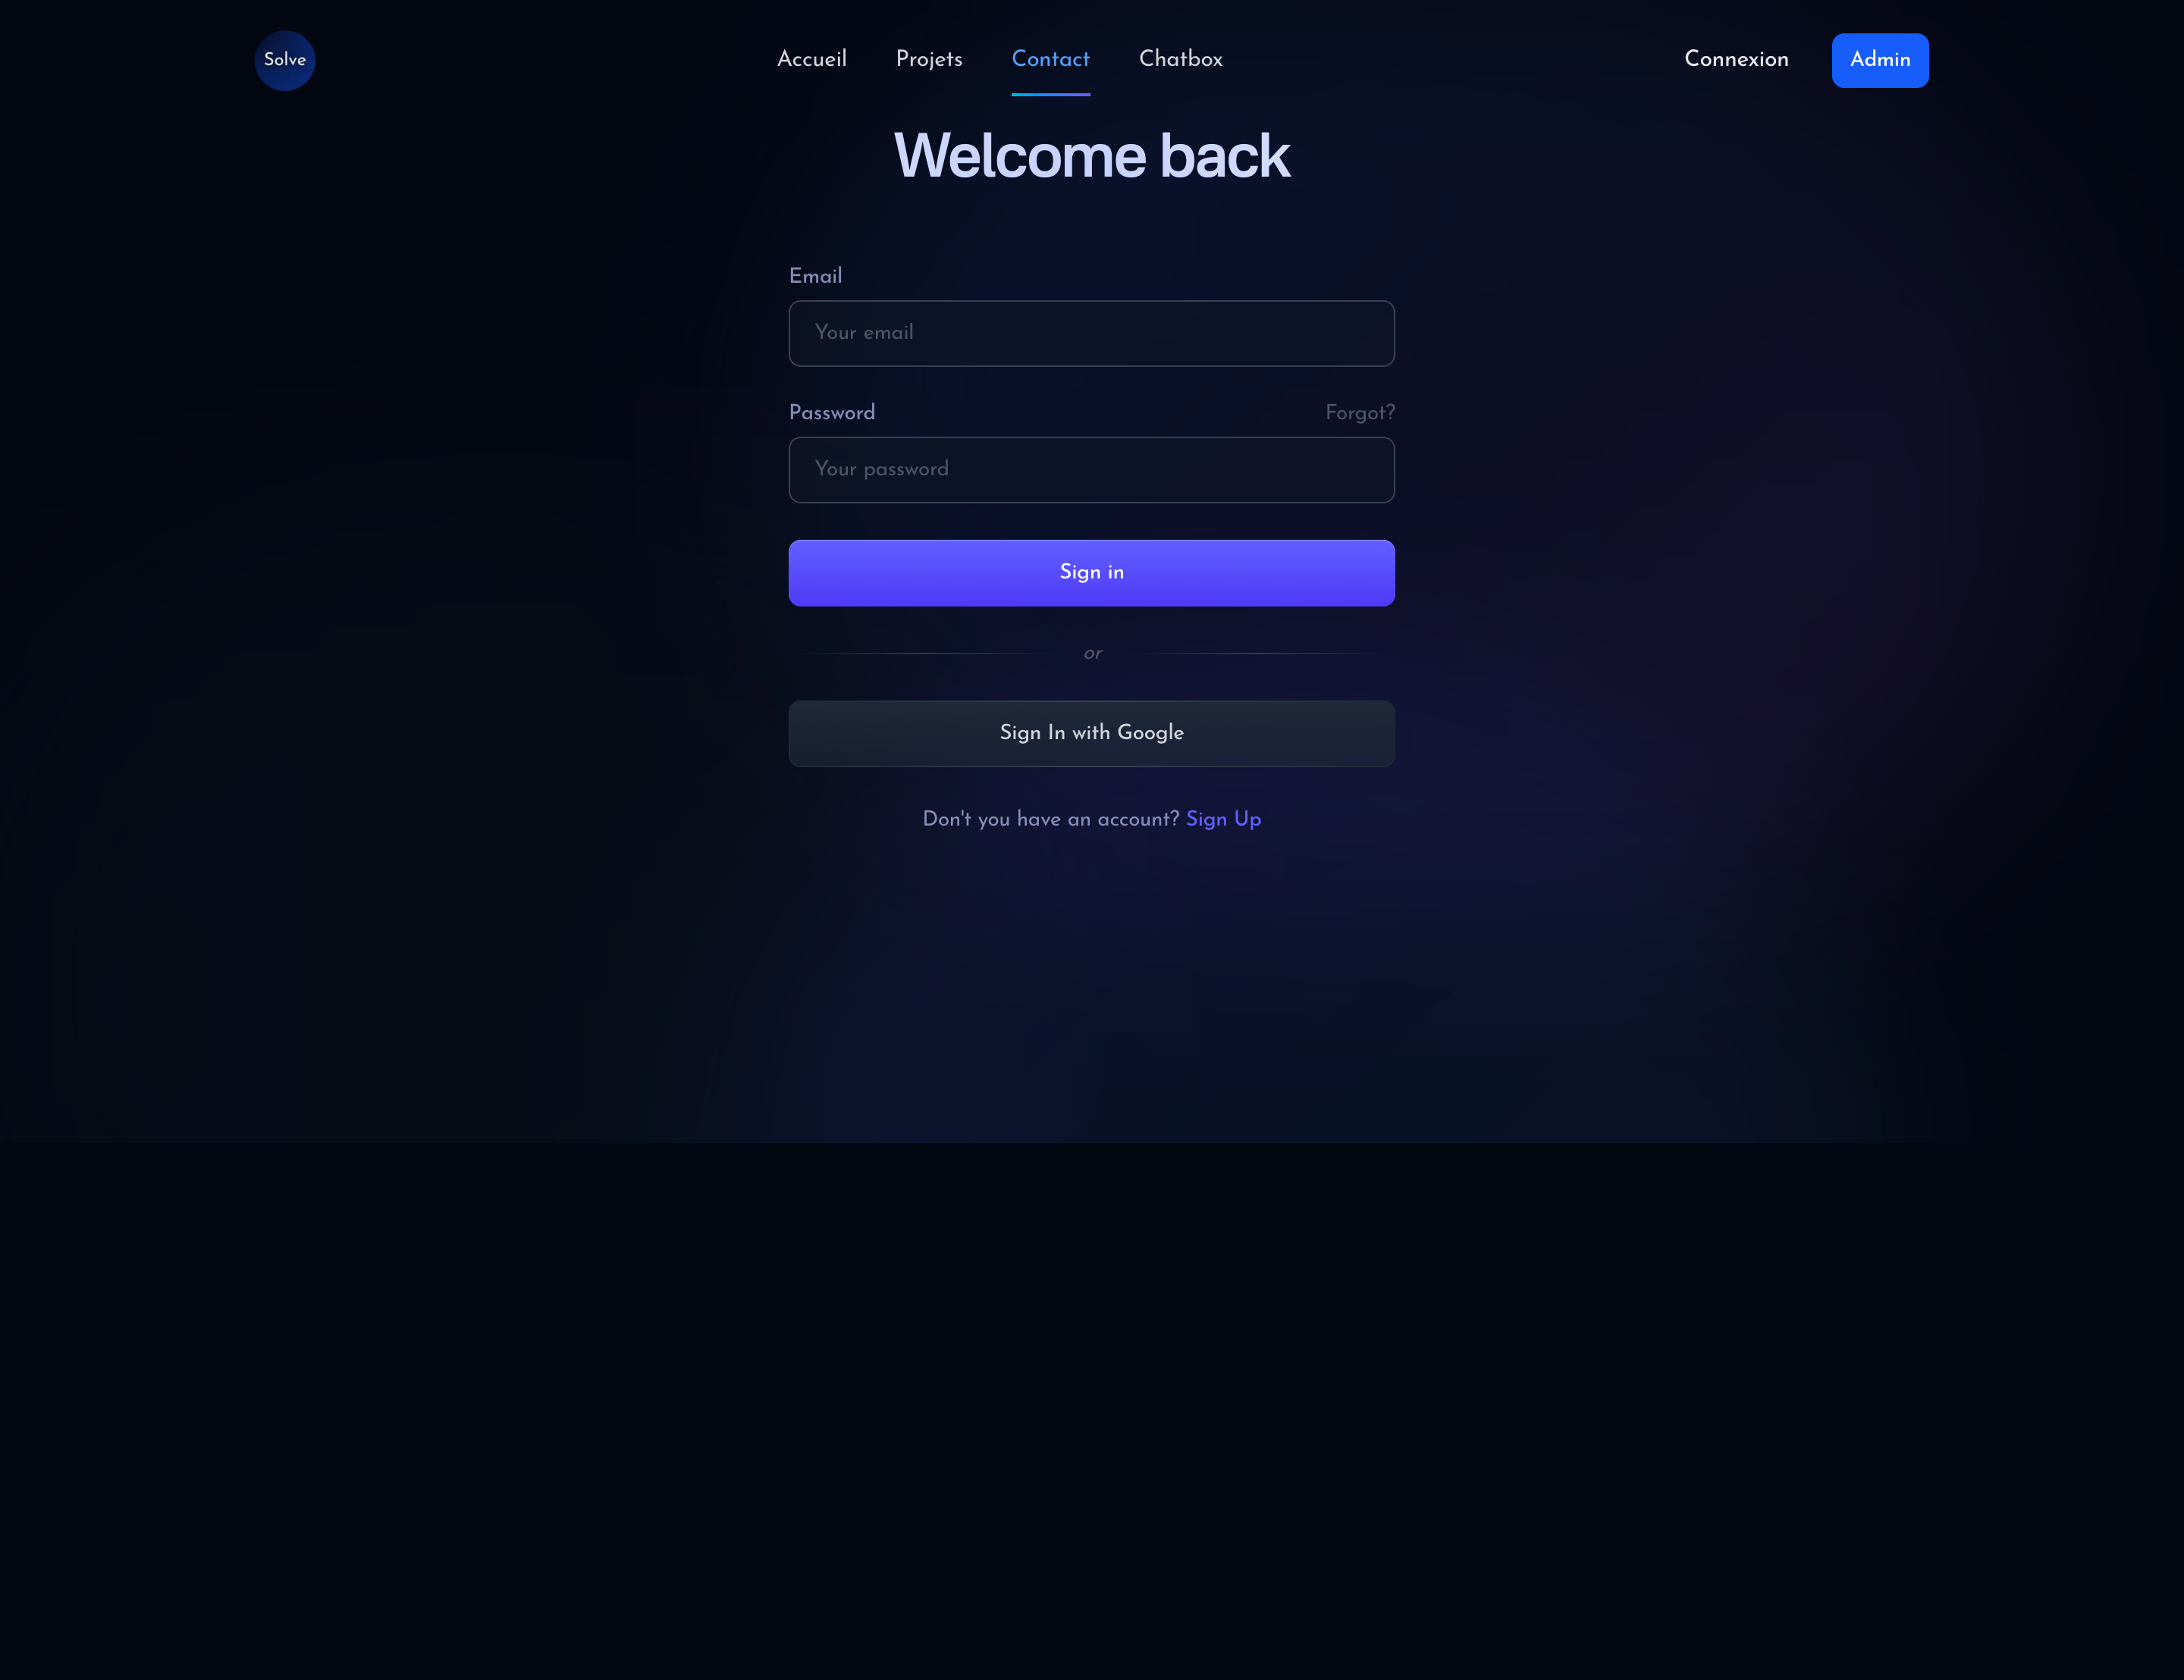 Solve
Accueil Projets Contact Chatbox
Connexion Admin
Welcome back
Email
Your email
Password Forgot?
Your password
Sign in
or
Sign In with Google
Don't you have an account? Sign Up